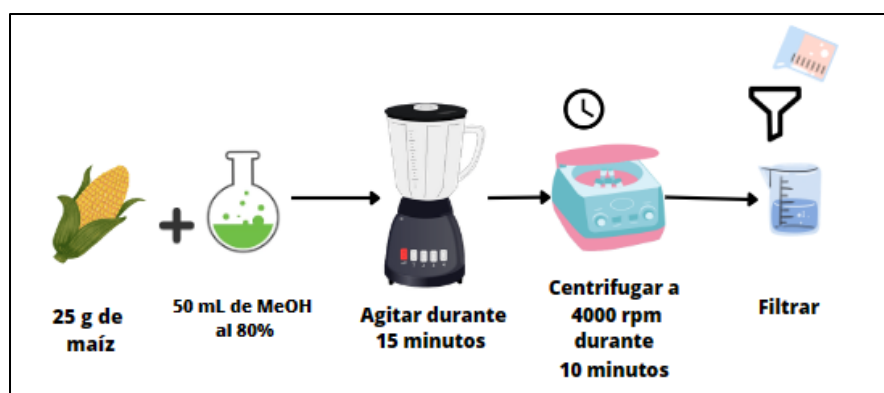 25 g de
maíz
50 mL de MeOH
al 80%
Agitar durante
15 minutos
Centrifugar a
4000 rpm
durante
10 minutos
Filtrar